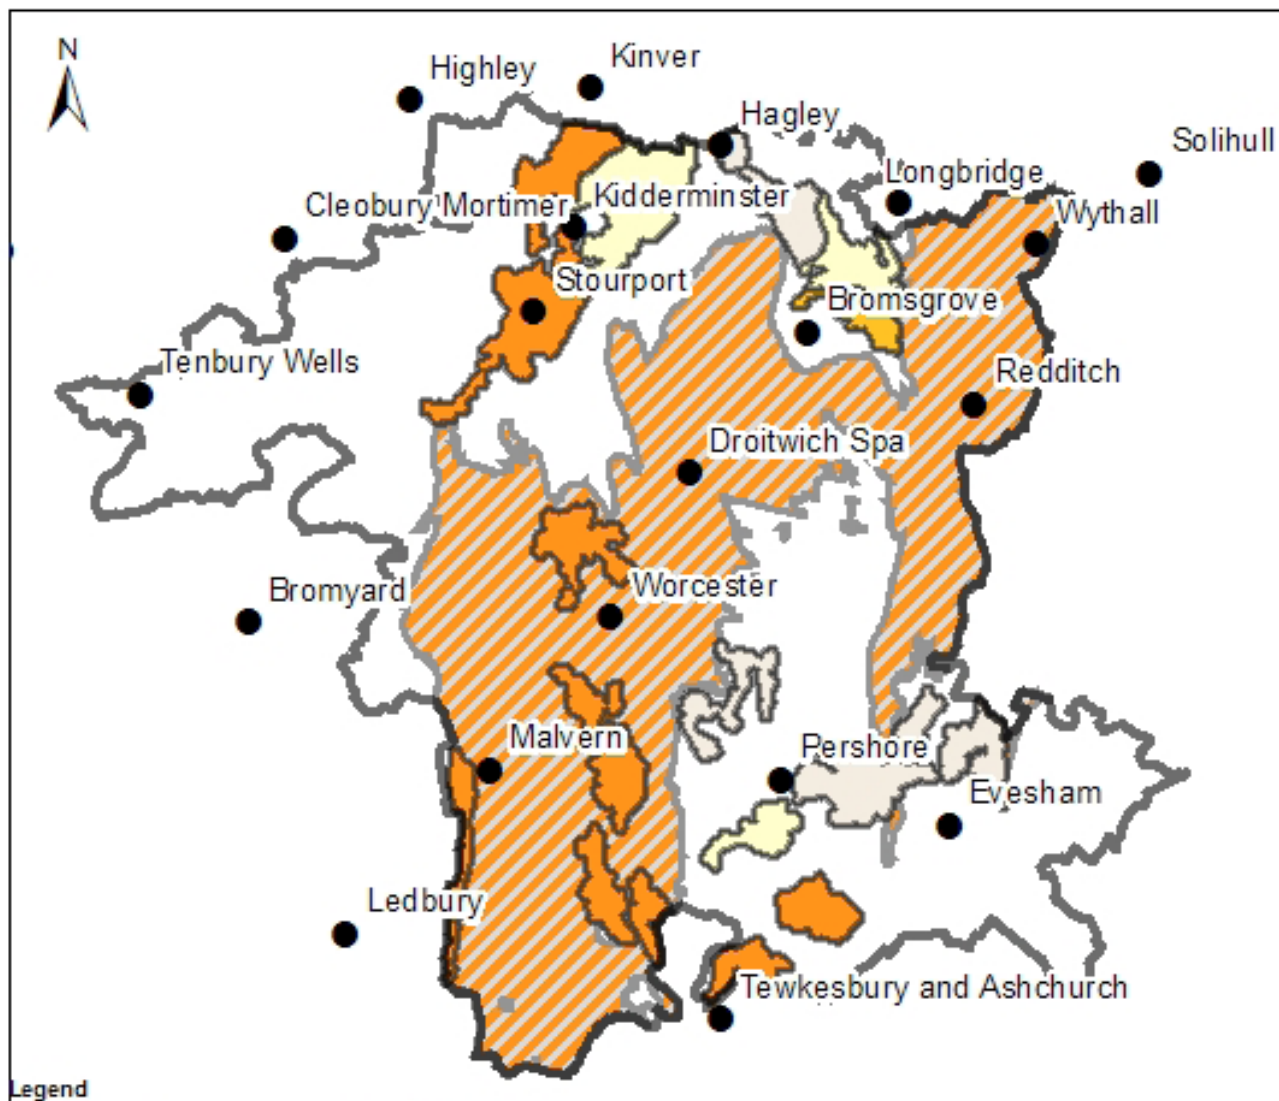 N
Kinver
Highley
Hagley
Solihull
Longbridge
Kidderminster
Cleobury Mortimer
Wythall
Stourport
Bromsgrove
Tenbury Wells
Redditch
Droitwich Spa
Bromyard
Worcester
Malvern
Pershore
Evesham
Ledbury
Tewkesbury and Ashchurch
Legend